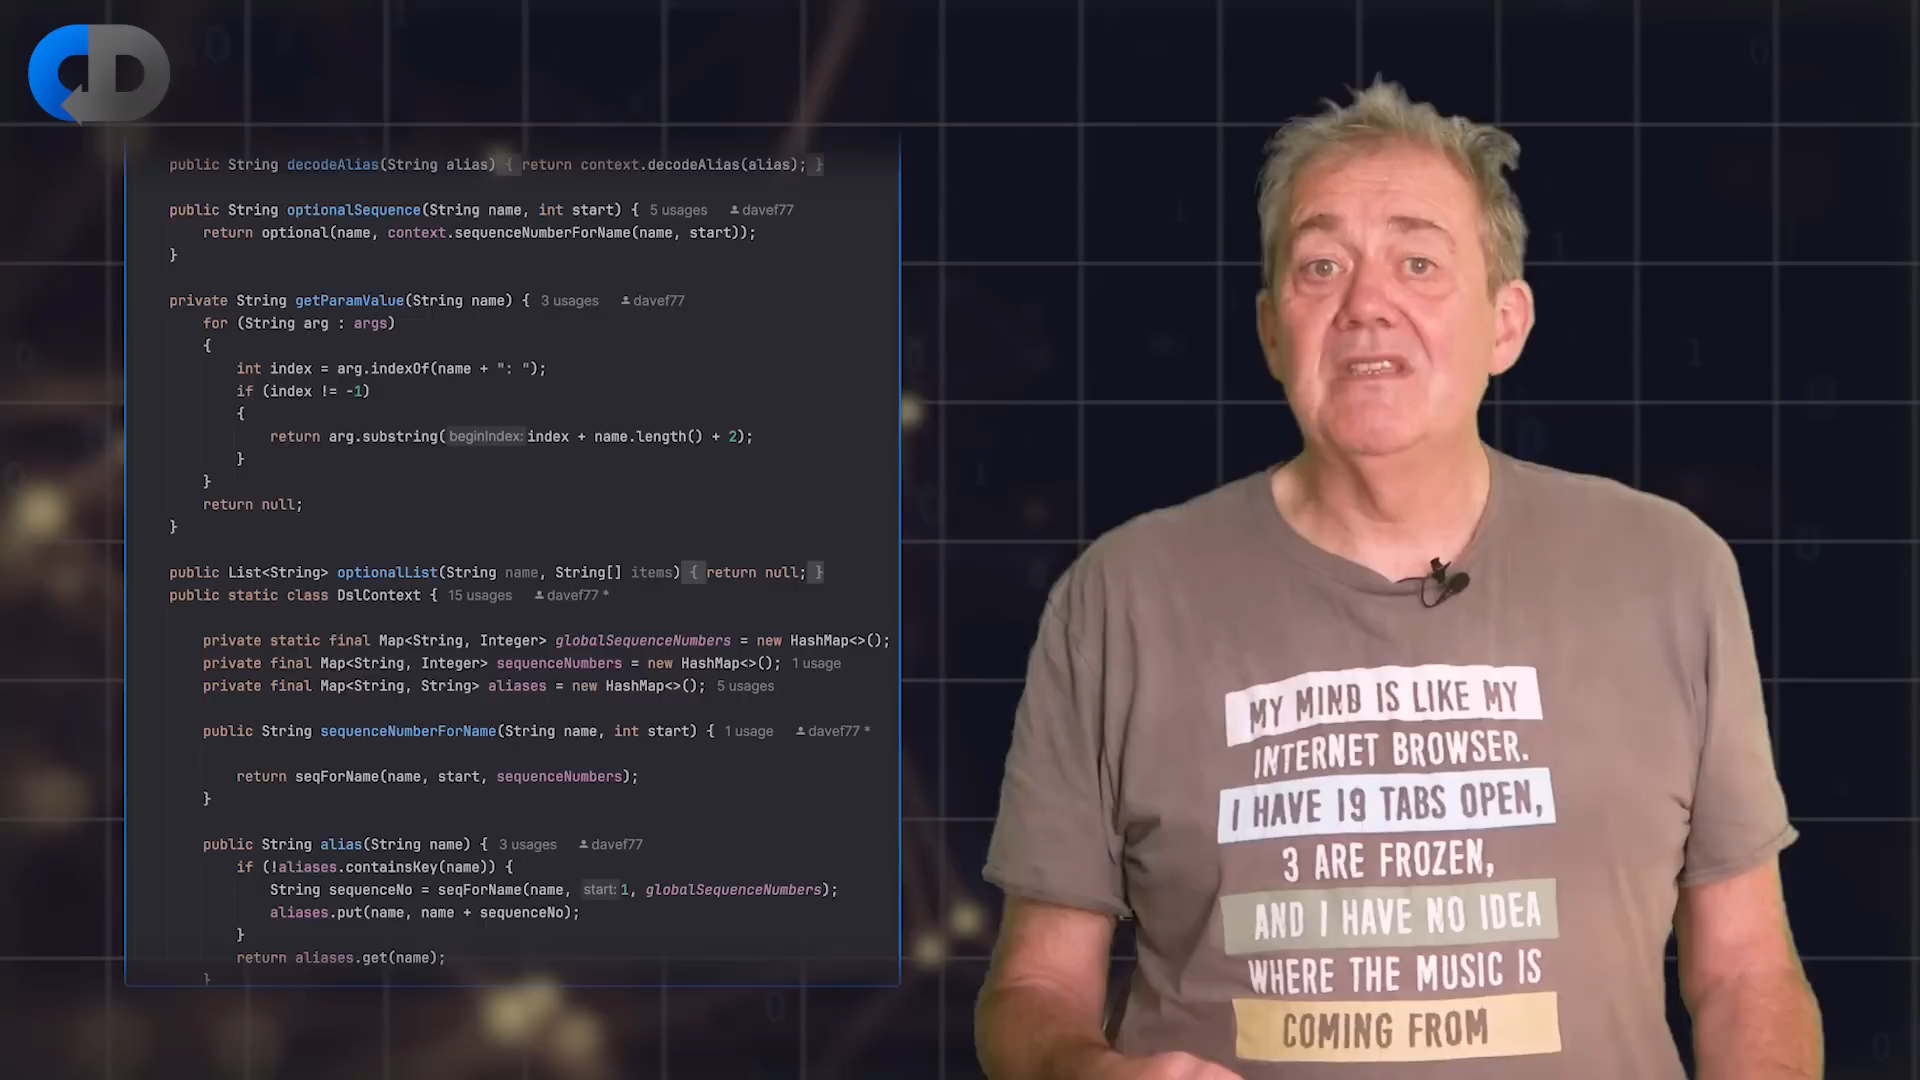 CD
public String decodeAlias(String alias) { return context.decodeAlias(alias); }
public String optionalSequence(String name, int start) { 5 usages davef77
return optional(name, context.sequenceNumberForName(name, start));
}
private String getParamValue(String name) { 3 usages davef77
for (String arg : args)
{
int index = arg.indexOf(name + ": ");
if (index != -1)
{
return arg.substring( beginIndex: index + name.length() + 2);
}
}
return null;
}
public List<String> optionalList(String name, String[] items) { return null; }
public static class DslContext { 15 usages davef77 *
private static final Map<String, Integer> globalSequenceNumbers = new HashMap<>();
private final Map<String, Integer> sequenceNumbers = new HashMap<>(); 1 usage
private final Map<String, String> aliases = new HashMap<>(); 5 usages
public String sequenceNumberForName(String name, int start) { 1 usage davef77 *
return seqForName(name, start, sequenceNumbers);
}
public String alias(String name) { 3 usages davef77
if (!aliases.containsKey(name)) {
String sequenceNo = seqForName(name, start: 1, globalSequenceNumbers);
aliases.put(name, name + sequenceNo);
}
return aliases.get(name);
}
MY MIND IS LIKE MY
INTERNET BROWSER.
I HAVE 19 TABS OPEN,
3 ARE FROZEN,
AND I HAVE NO IDEA
WHERE THE MUSIC IS
COMING FROM